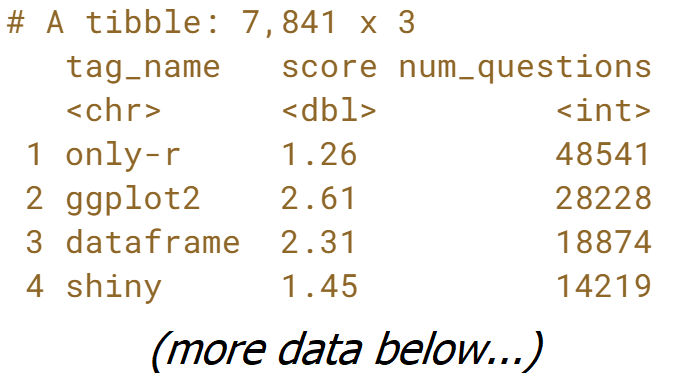 # A tibble: 7,841 x 3
tag_name score num_questions
<chr> <dbl> <int>
1 only-r 1.26 48541
2 ggplot2 2.61 28228
3 dataframe 2.31 18874
4 shiny 1.45 14219
(more data below...)